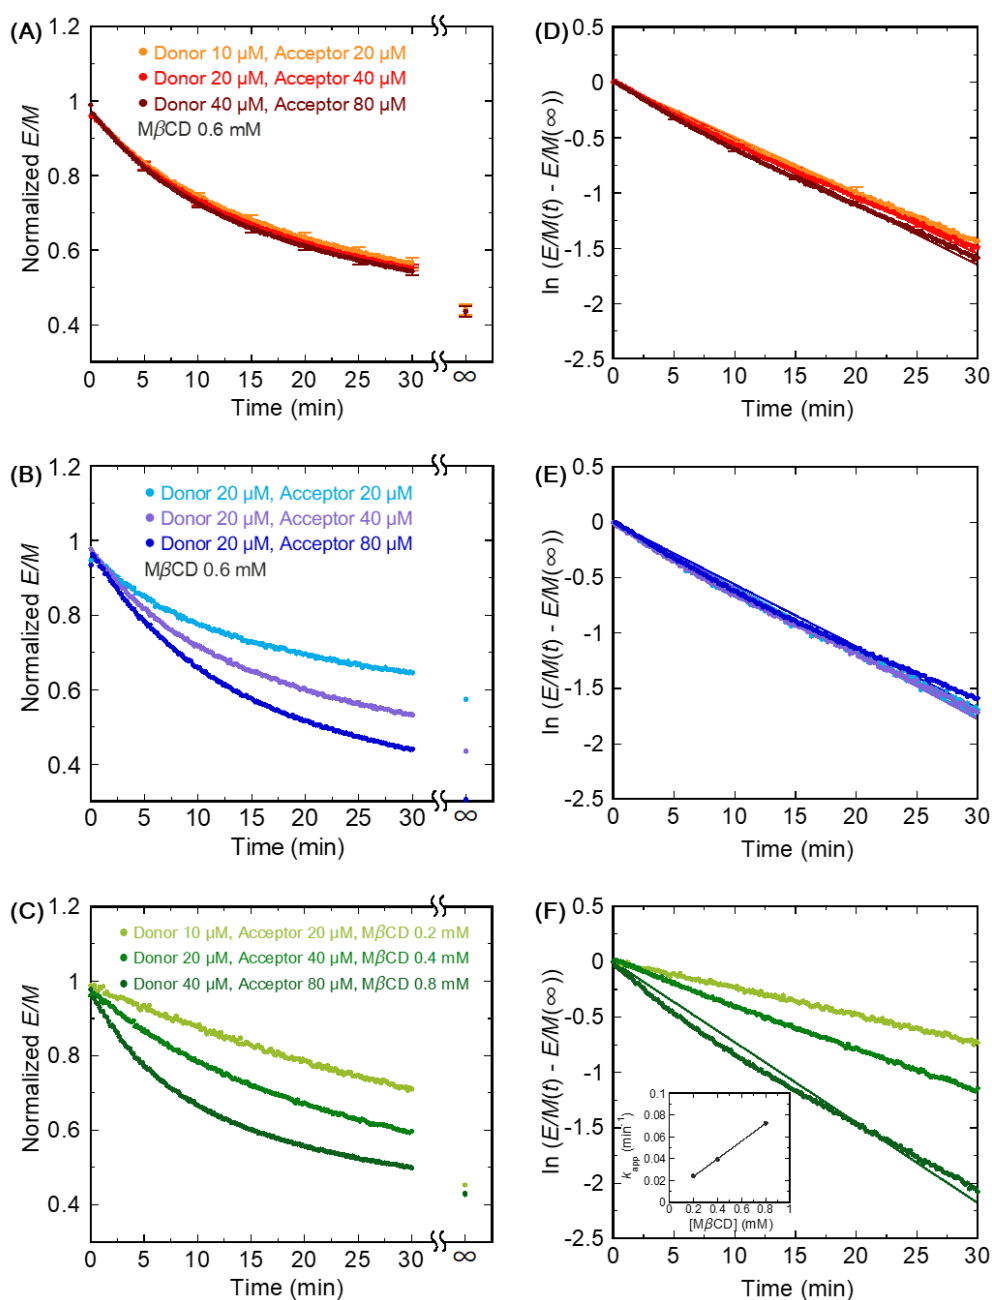 (A)
1.2
1
0.8
0.6
0.4
Normalized E/M
Donor 10 µM, Acceptor 20 µM
Donor 20 µM, Acceptor 40 µM
Donor 40 µM, Acceptor 80 µM
MβCD 0.6 mM
0 5 10 15 20 25 30 ∞
Time (min)
(D)
0.5
0
-0.5
-1
-1.5
-2
-2.5
ln (E/M(t) - E/M(∞))
0 5 10 15 20 25 30
Time (min)
(B)
1.2
1
0.8
0.6
0.4
Normalized E/M
Donor 20 µM, Acceptor 20 µM
Donor 20 µM, Acceptor 40 µM
Donor 20 µM, Acceptor 80 µM
MβCD 0.6 mM
0 5 10 15 20 25 30 ∞
Time (min)
(E)
0.5
0
-0.5
-1
-1.5
-2
-2.5
ln (E/M(t) - E/M(∞))
0 5 10 15 20 25 30
Time (min)
(C)
1.2
1
0.8
0.6
0.4
Normalized E/M
Donor 10 µM, Acceptor 20 µM, MβCD 0.2 mM
Donor 20 µM, Acceptor 40 µM, MβCD 0.4 mM
Donor 40 µM, Acceptor 80 µM, MβCD 0.8 mM
0 5 10 15 20 25 30 ∞
Time (min)
(F)
0.5
0
-0.5
-1
-1.5
-2
-2.5
ln (E/M(t) - E/M(∞))
0.1
0.08
0.06
0.04
0.02
0
k_app (min⁻¹)
0 0.2 0.4 0.6 0.8 1
[MβCD] (mM)
0 5 10 15 20 25 30
Time (min)